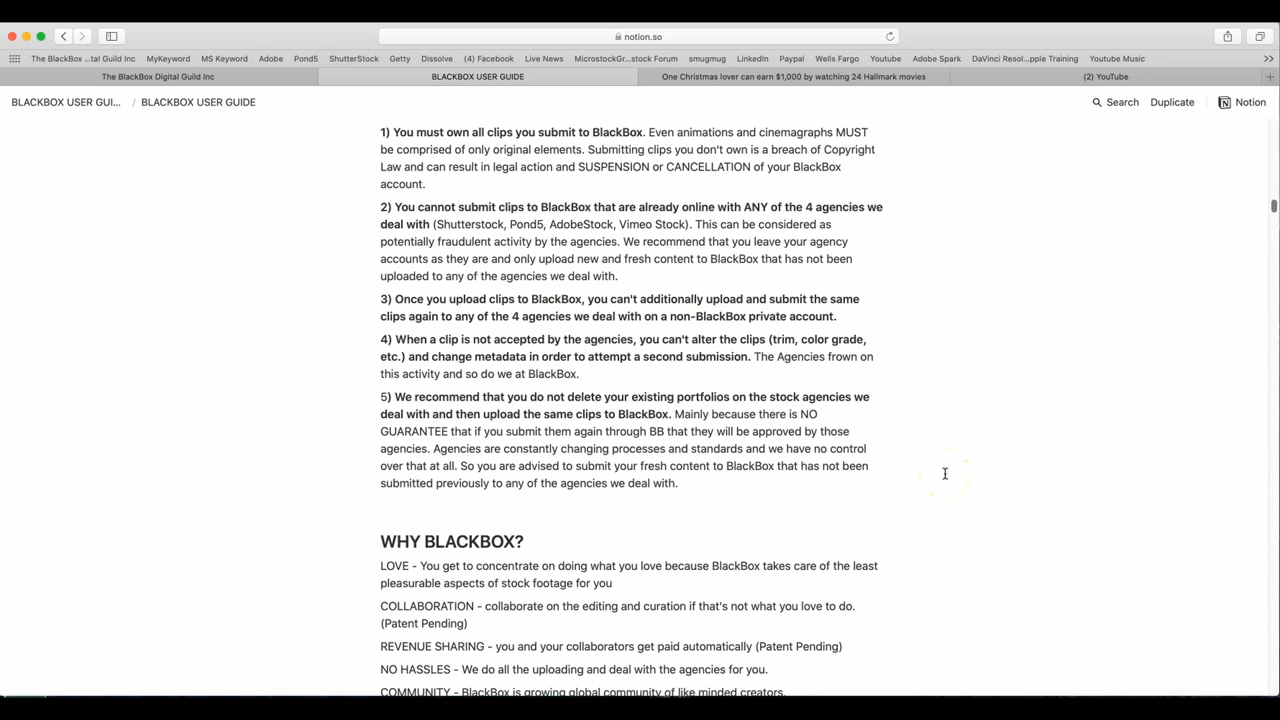 notion.so
The BlackBox ...tal Guild Inc MyKeyword MS Keyword Adobe Pond5 ShutterStock Getty Dissolve (4) Facebook Live News MicrostockGr...stock Forum smugmug LinkedIn Paypal Wells Fargo Youtube Adobe Spark DaVinci Resol...pple Training Youtube Music >>
The BlackBox Digital Guild Inc BLACKBOX USER GUIDE One Christmas lover can earn $1,000 by watching 24 Hallmark movies (2) YouTube +
BLACKBOX USER GUI... / BLACKBOX USER GUIDE Search Duplicate Notion
1) You must own all clips you submit to BlackBox. Even animations and cinemagraphs MUST
be comprised of only original elements. Submitting clips you don't own is a breach of Copyright
Law and can result in legal action and SUSPENSION or CANCELLATION of your BlackBox
account.
2) You cannot submit clips to BlackBox that are already online with ANY of the 4 agencies we
deal with (Shutterstock, Pond5, AdobeStock, Vimeo Stock). This can be considered as
potentially fraudulent activity by the agencies. We recommend that you leave your agency
accounts as they are and only upload new and fresh content to BlackBox that has not been
uploaded to any of the agencies we deal with.
3) Once you upload clips to BlackBox, you can't additionally upload and submit the same
clips again to any of the 4 agencies we deal with on a non-BlackBox private account.
4) When a clip is not accepted by the agencies, you can't alter the clips (trim, color grade,
etc.) and change metadata in order to attempt a second submission. The Agencies frown on
this activity and so do we at BlackBox.
5) We recommend that you do not delete your existing portfolios on the stock agencies we
deal with and then upload the same clips to BlackBox. Mainly because there is NO
GUARANTEE that if you submit them again through BB that they will be approved by those
agencies. Agencies are constantly changing processes and standards and we have no control
over that at all. So you are advised to submit your fresh content to BlackBox that has not been
submitted previously to any of the agencies we deal with.
WHY BLACKBOX?
LOVE - You get to concentrate on doing what you love because BlackBox takes care of the least
pleasurable aspects of stock footage for you
COLLABORATION - collaborate on the editing and curation if that's not what you love to do.
(Patent Pending)
REVENUE SHARING - you and your collaborators get paid automatically (Patent Pending)
NO HASSLES - We do all the uploading and deal with the agencies for you.
COMMUNITY - BlackBox is growing global community of like minded creators.